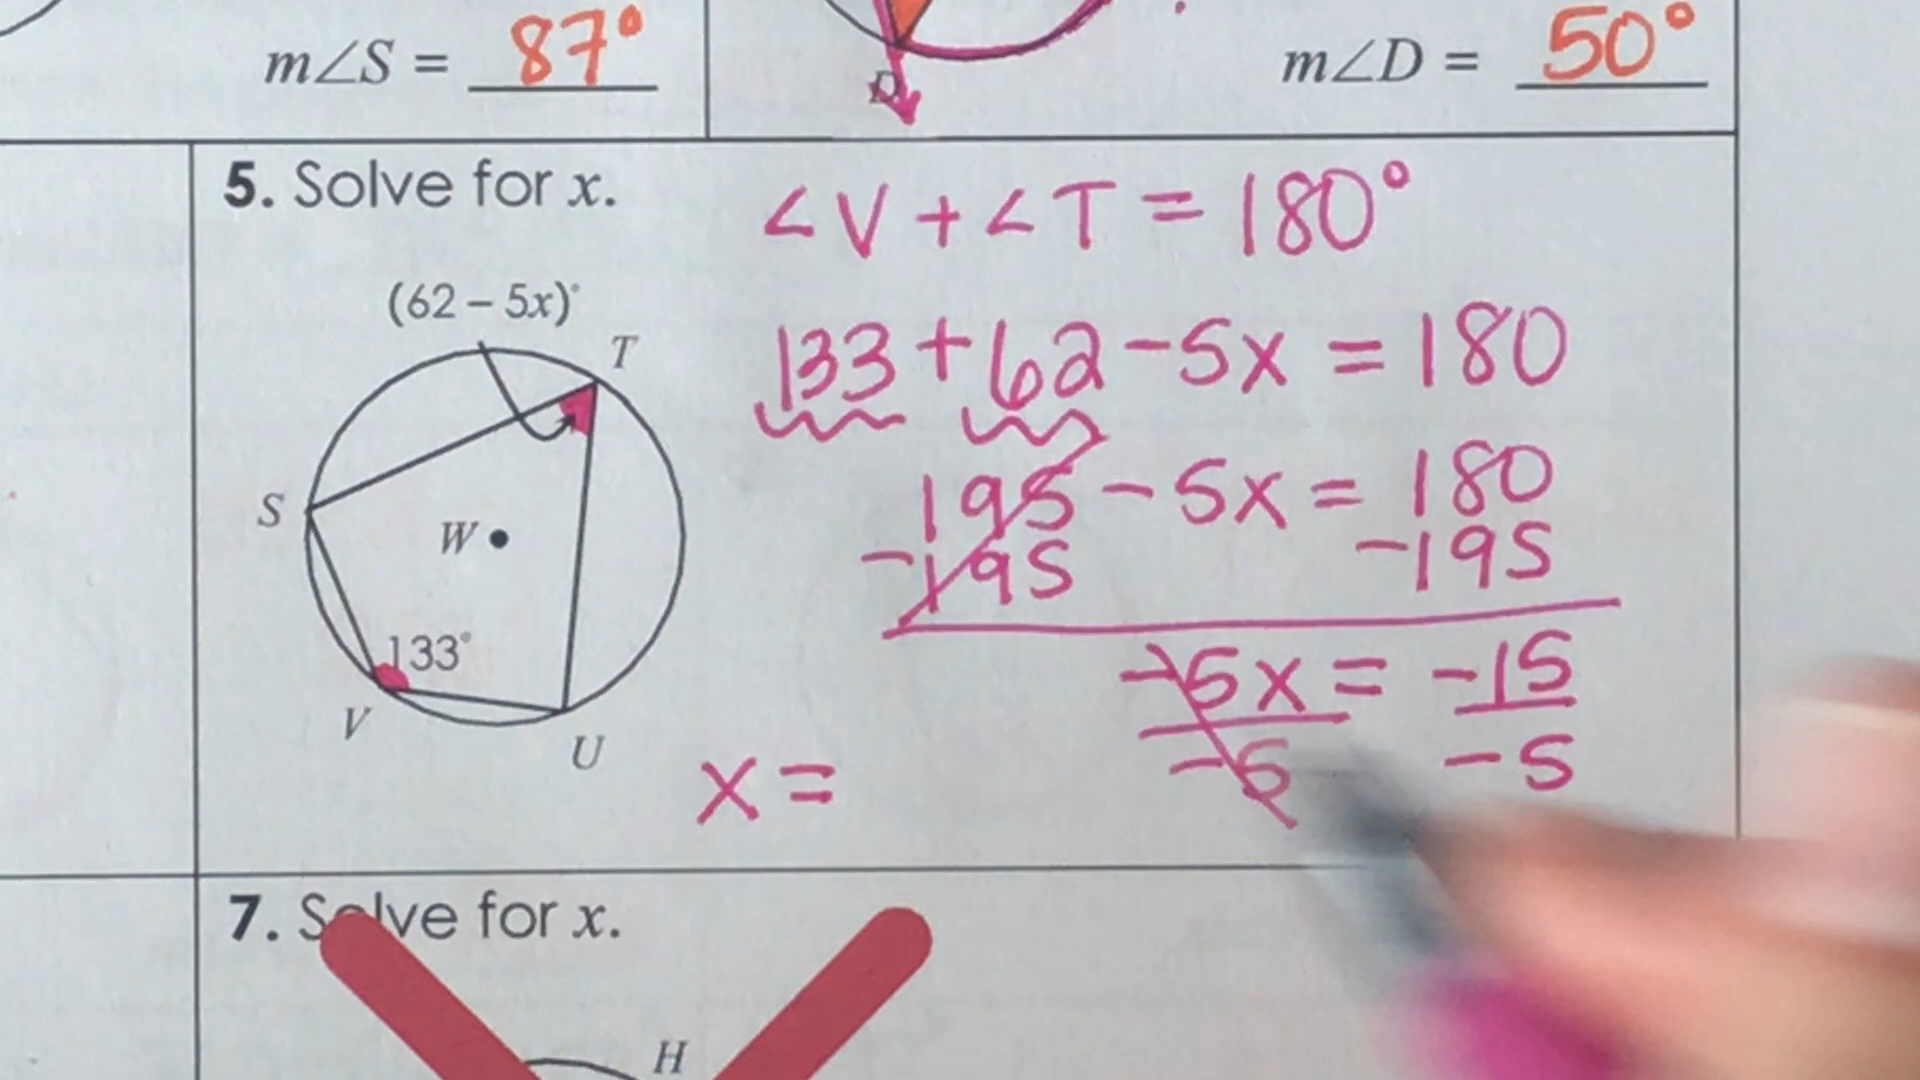 m∠S = 87°
m∠D = 50°
D
5. Solve for x.
∠V + ∠T = 180°
(62 – 5x)°
T
133 + 62 - 5x = 180
S
W
195 - 5x = 180
-195 -195
133°
-5x = -15
-5 -5
V
U
x =
7. Solve for x.
H